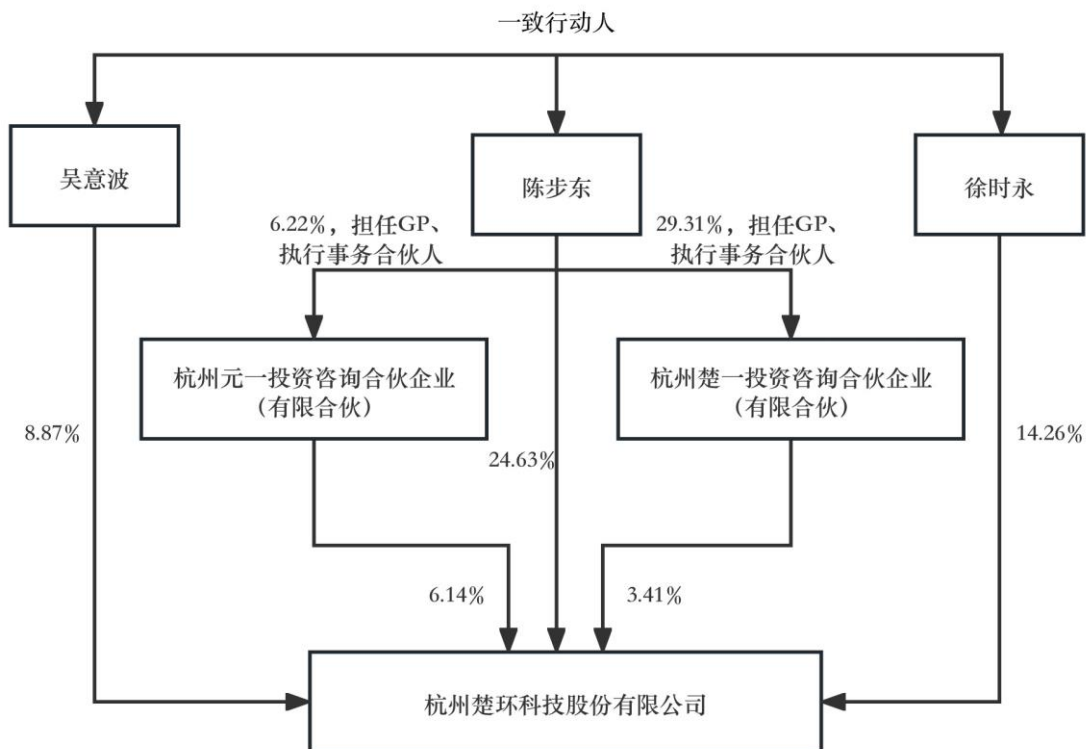 一致行动人
吴意波
陈步东
徐时永
6.22%，担任GP、
执行事务合伙人
29.31%，担任GP、
执行事务合伙人
杭州元一投资咨询合伙企业
（有限合伙）
杭州楚一投资咨询合伙企业
（有限合伙）
8.87%
24.63%
14.26%
6.14%
3.41%
杭州楚环科技股份有限公司